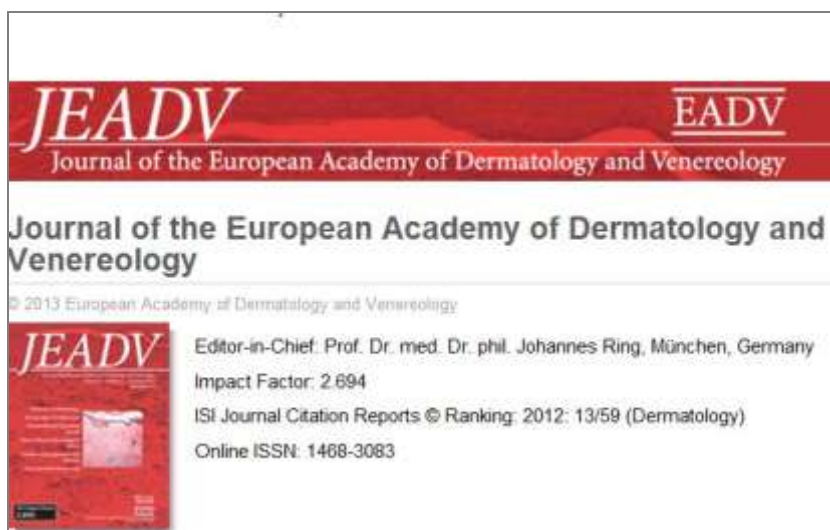 JEADV
EADV
Journal of the European Academy of Dermatology and Venereology
Journal of the European Academy of Dermatology and
Venereology
© 2013 European Academy of Dermatology and Venereology
JEADV
Editor-in-Chief: Prof. Dr. med. Dr. phil. Johannes Ring, München, Germany
Impact Factor: 2.694
ISI Journal Citation Reports © Ranking: 2012: 13/59 (Dermatology)
Online ISSN: 1468-3083